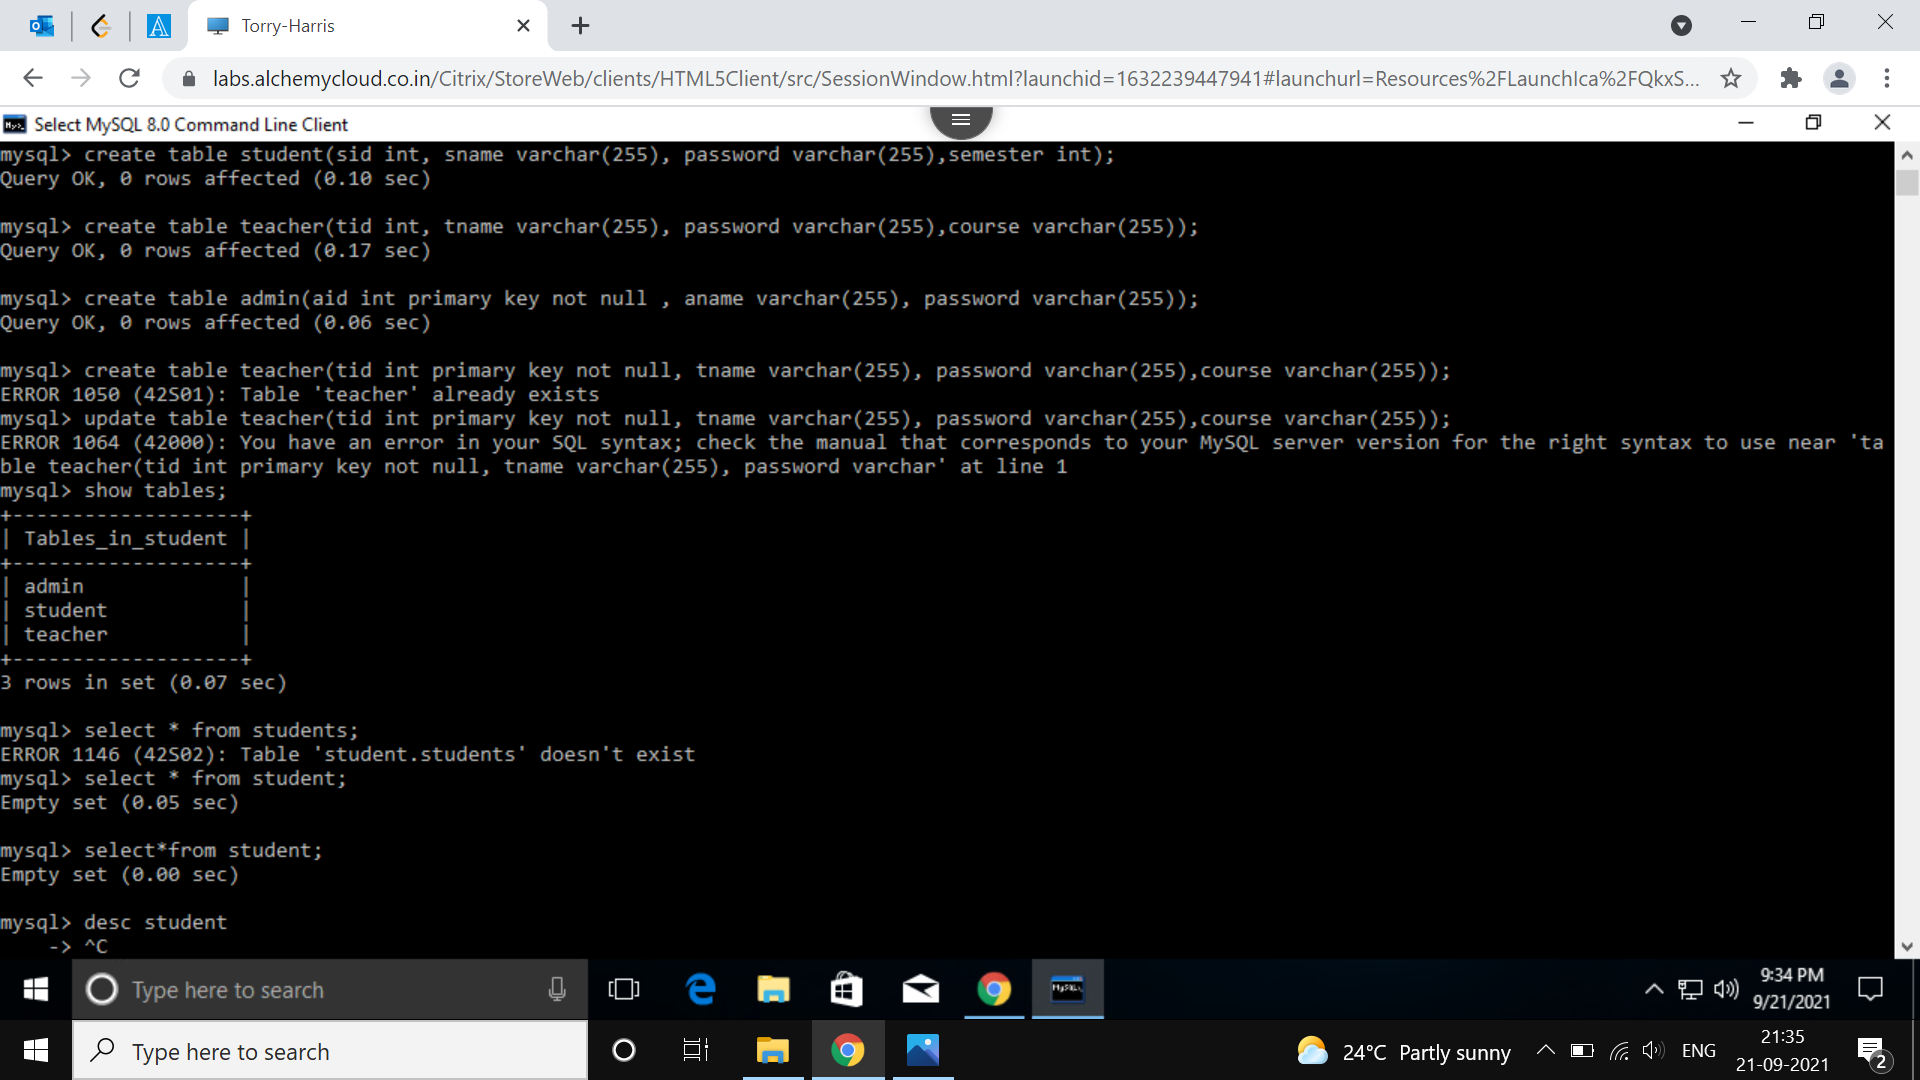 Torry-Harris
labs.alchemycloud.co.in/Citrix/StoreWeb/clients/HTML5Client/src/SessionWindow.html?launchid=1632239447941#launchurl=Resources%2FLaunchIca%2FQkxS...
Select MySQL 8.0 Command Line Client
mysql> create table student(sid int, sname varchar(255), password varchar(255),semester int);
Query OK, 0 rows affected (0.10 sec)
mysql> create table teacher(tid int, tname varchar(255), password varchar(255),course varchar(255));
Query OK, 0 rows affected (0.17 sec)
mysql> create table admin(aid int primary key not null , aname varchar(255), password varchar(255));
Query OK, 0 rows affected (0.06 sec)
mysql> create table teacher(tid int primary key not null, tname varchar(255), password varchar(255),course varchar(255));
ERROR 1050 (42S01): Table 'teacher' already exists
mysql> update table teacher(tid int primary key not null, tname varchar(255), password varchar(255),course varchar(255));
ERROR 1064 (42000): You have an error in your SQL syntax; check the manual that corresponds to your MySQL server version for the right syntax to use near 'ta
ble teacher(tid int primary key not null, tname varchar(255), password varchar' at line 1
mysql> show tables;
+-------------------+
| Tables_in_student |
+-------------------+
| admin             |
| student           |
| teacher           |
+-------------------+
3 rows in set (0.07 sec)
mysql> select * from students;
ERROR 1146 (42S02): Table 'student.students' doesn't exist
mysql> select * from student;
Empty set (0.05 sec)
mysql> select*from student;
Empty set (0.00 sec)
mysql> desc student
    -> ^C
Type here to search
9:34 PM
9/21/2021
Type here to search
24°C Partly sunny
ENG
21:35
21-09-2021
2